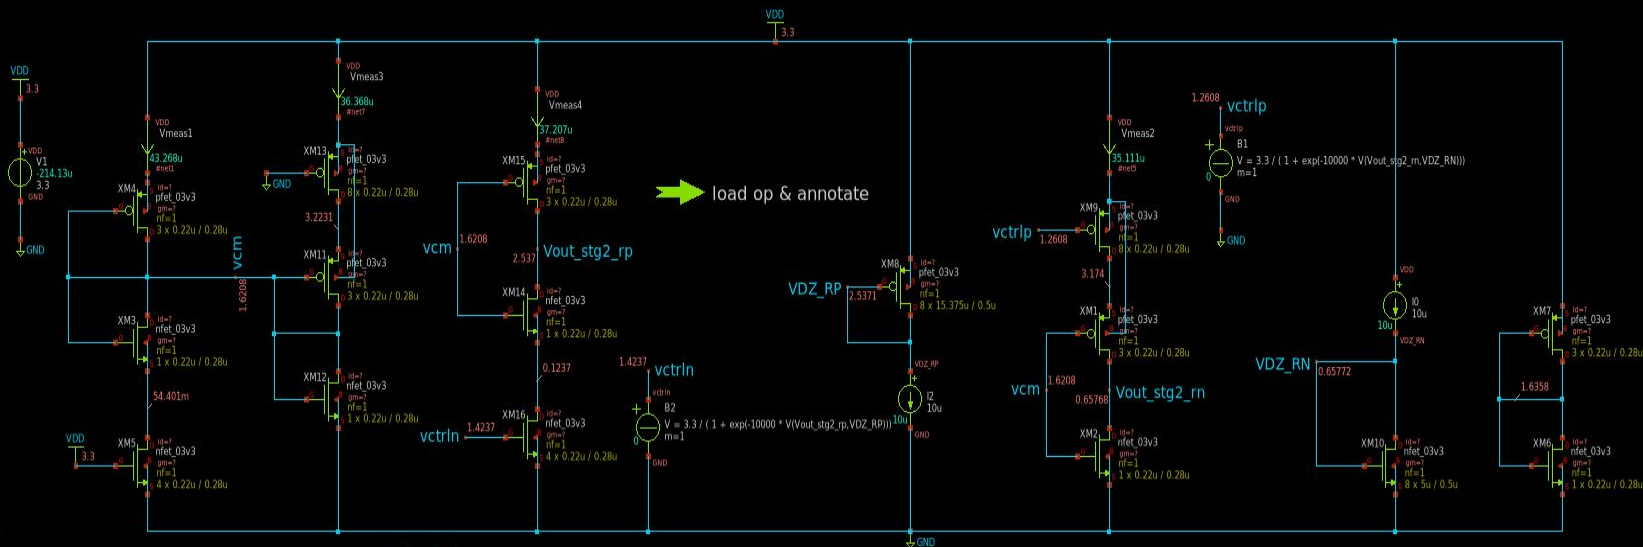 VDD
3.3
VDD
V1
-214.13u
3.3
GND
GND
VDD
Vmeas1
43.268u
#net1
XM4
pfet_03v3
nf=1
3 x 0.22u / 0.28u
vcm
1.6208
XM3
nfet_03v3
nf=1
1 x 0.22u / 0.28u
54.401m
VDD
3.3
XM5
nfet_03v3
nf=1
4 x 0.22u / 0.28u
VDD
Vmeas3
36.368u
#net7
XM13
pfet_03v3
nf=1
8 x 0.22u / 0.28u
GND
3.2231
XM11
pfet_03v3
nf=1
3 x 0.22u / 0.28u
XM12
nfet_03v3
nf=1
1 x 0.22u / 0.28u
VDD
Vmeas4
37.207u
#net8
XM15
pfet_03v3
nf=1
3 x 0.22u / 0.28u
vcm
1.6208
2.537
Vout_stg2_rp
XM14
nfet_03v3
nf=1
1 x 0.22u / 0.28u
0.1237
vctrln
1.4237
XM16
nfet_03v3
nf=1
4 x 0.22u / 0.28u
1.4237
vctrln
vctrln
B2
V = 3.3 / ( 1 + exp(-10000 * V(Vout_stg2_rp,VDZ_RP)))
m=1
0
GND
load op & annotate
VDD
3.3
VDZ_RP
2.5371
XM8
pfet_03v3
nf=1
8 x 15.375u / 0.5u
VDZ_RP
I2
10u
10u
GND
GND
VDD
Vmeas2
35.111u
#net5
vctrlp
1.2608
XM9
pfet_03v3
nf=1
8 x 0.22u / 0.28u
3.174
XM1
pfet_03v3
nf=1
3 x 0.22u / 0.28u
vcm
1.6208
0.65768
Vout_stg2_rn
XM2
nfet_03v3
nf=1
1 x 0.22u / 0.28u
1.2608
vctrlp
vctrlp
B1
V = 3.3 / ( 1 + exp(-10000 * V(Vout_stg2_rn,VDZ_RN)))
m=1
0
GND
GND
VDD
I0
10u
10u
VDZ_RN
VDZ_RN
0.65772
XM10
nfet_03v3
nf=1
8 x 5u / 0.5u
XM7
pfet_03v3
nf=1
3 x 0.22u / 0.28u
1.6358
XM6
nfet_03v3
nf=1
1 x 0.22u / 0.28u